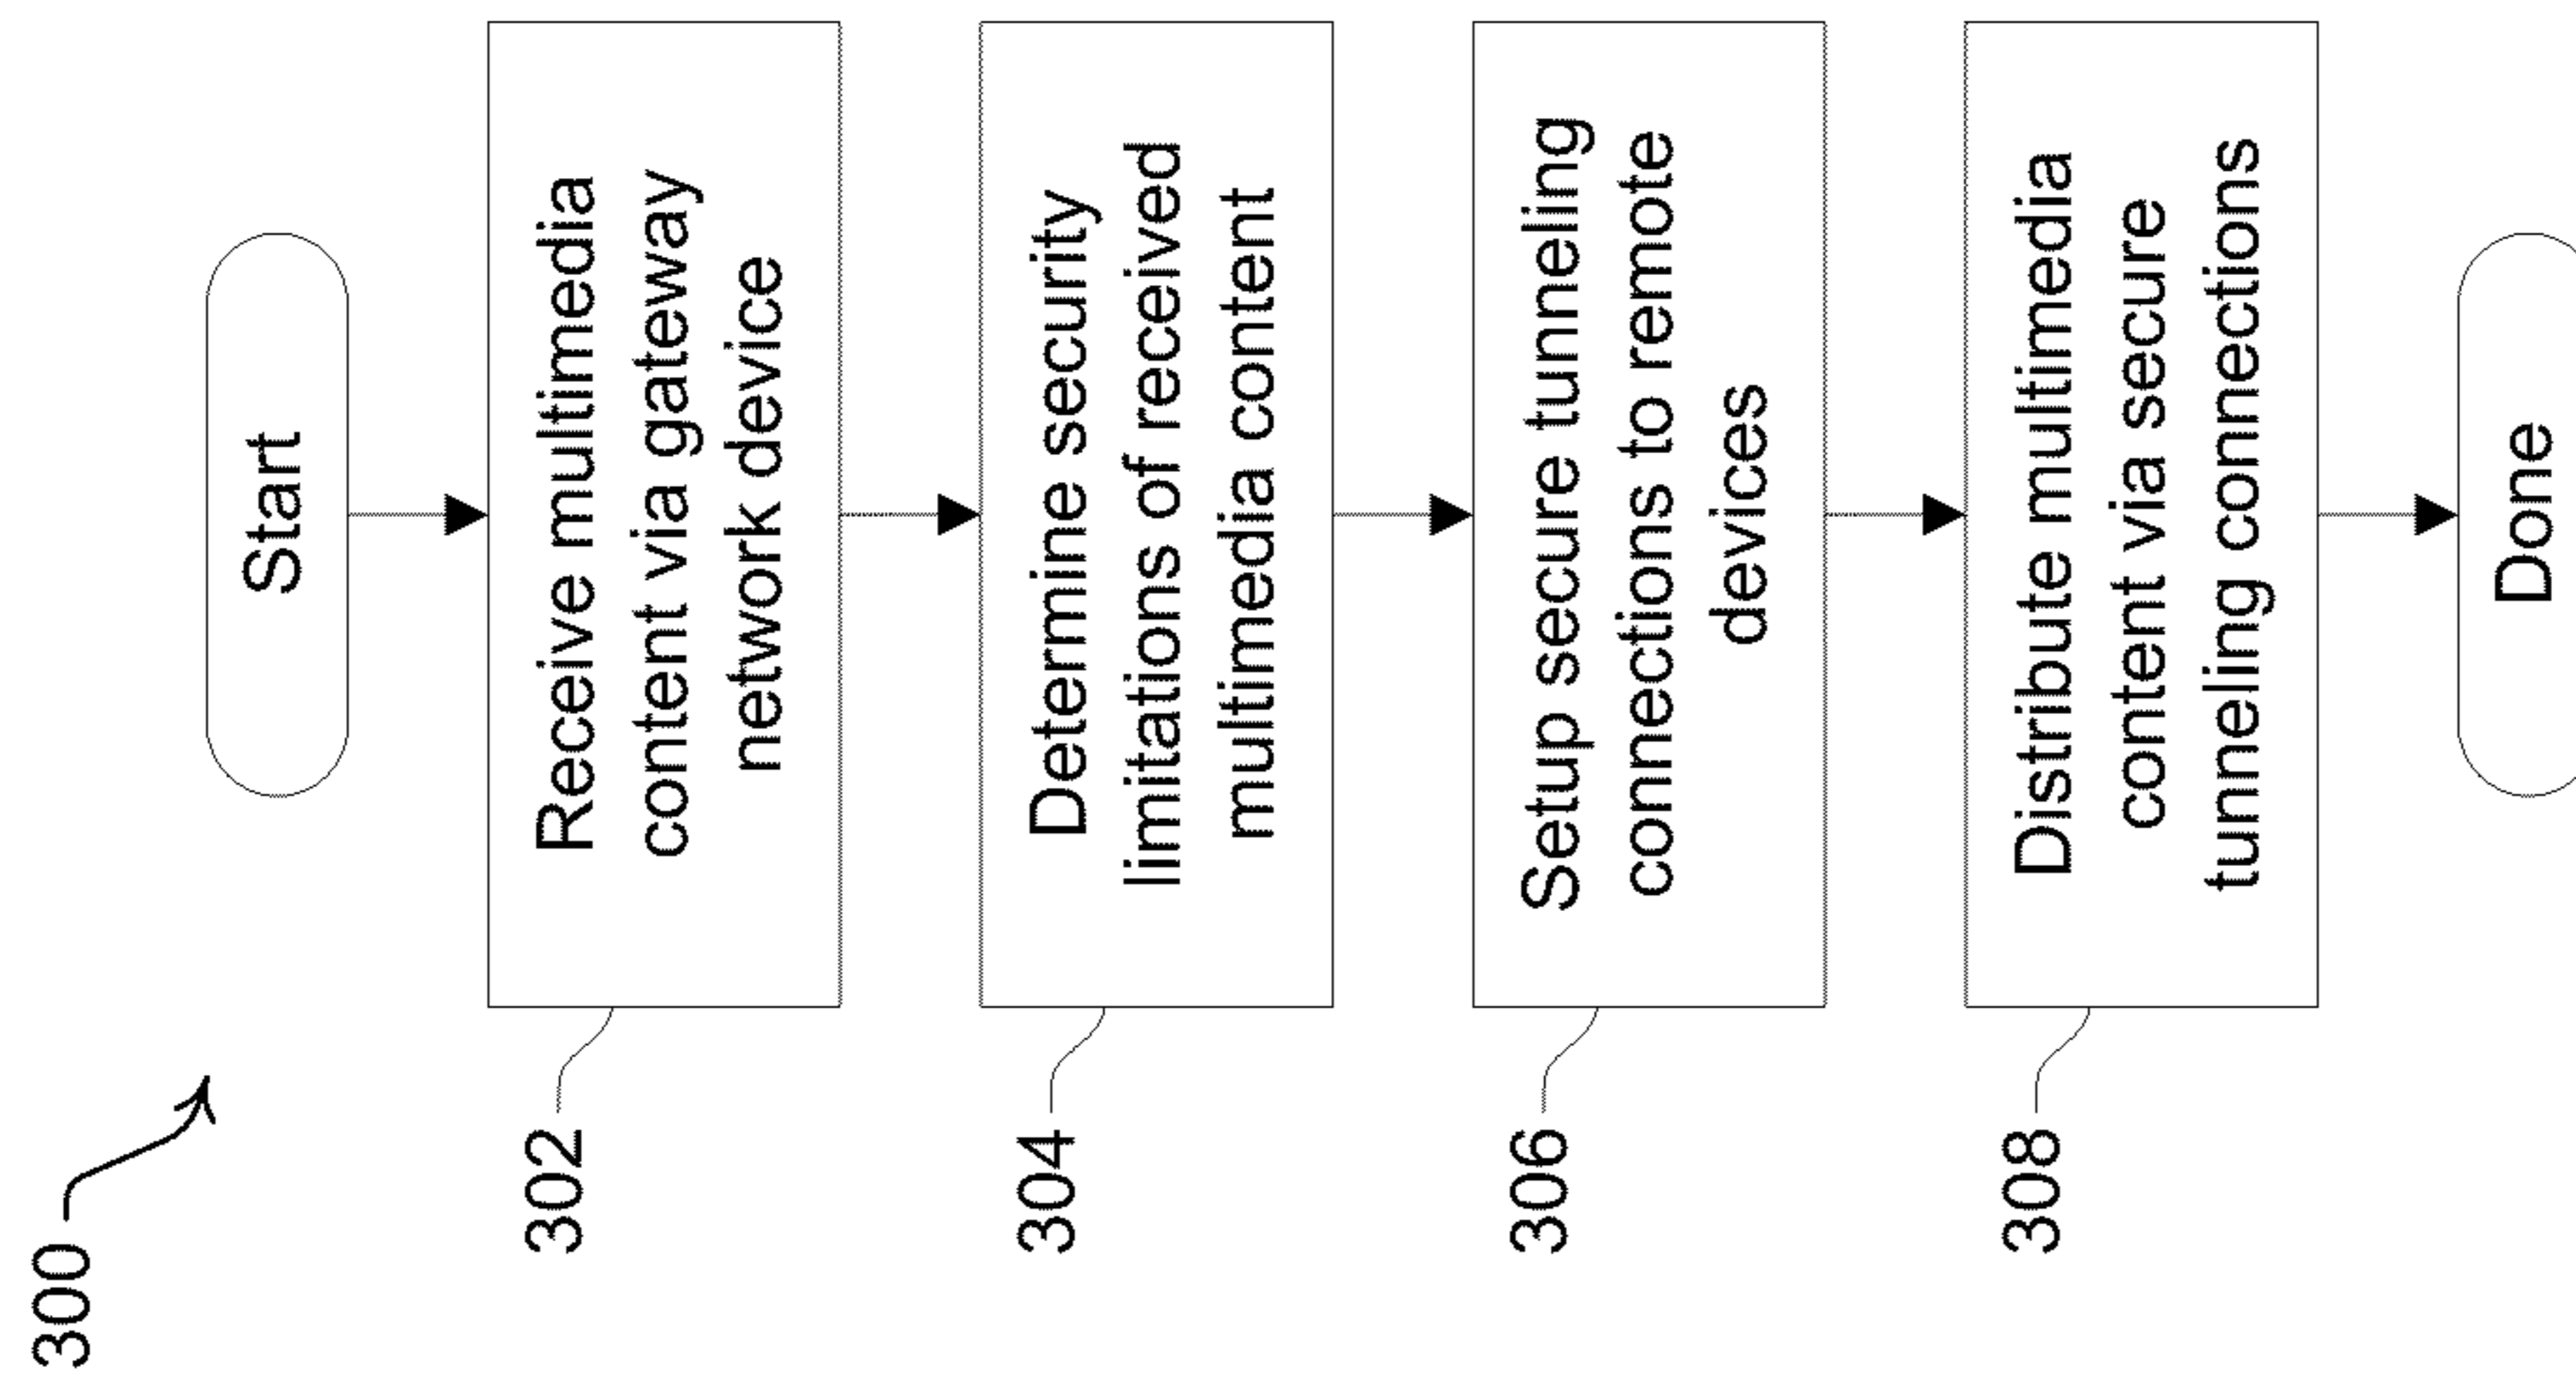 300
Start
302
Receive multimedia
content via gateway
network device
304
Determine security
limitations of received
multimedia content
306
Setup secure tunneling
connections to remote
devices
308
Distribute multimedia
content via secure
tunneling connections
Done